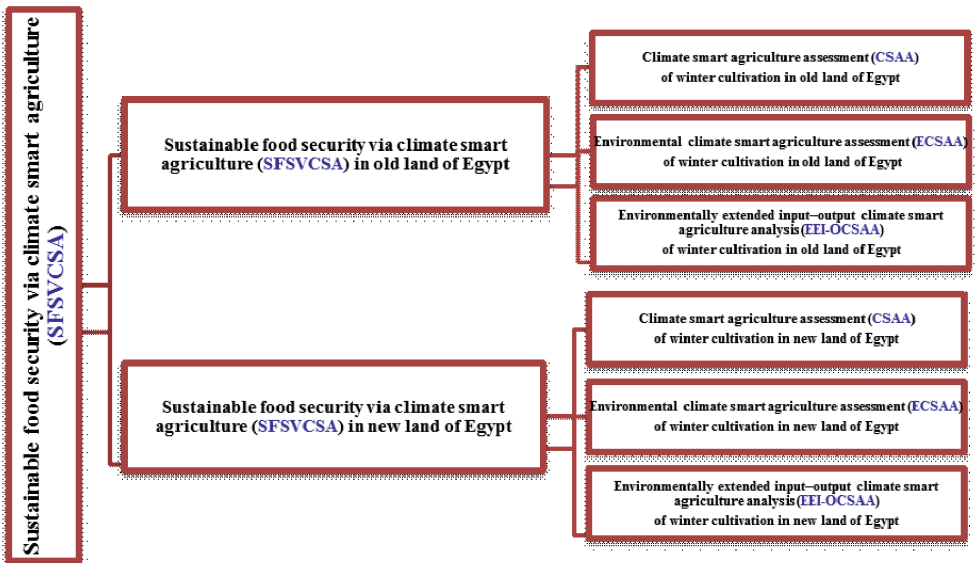 Sustainable food security via climate smart agriculture
(SFSVCSA)
Sustainable food security via climate smart
agriculture (SFSVCSA) in old land of Egypt
Climate smart agriculture assessment (CSAA)
of winter cultivation in old land of Egypt
Environmental climate smart agriculture assessment (ECSAA)
of winter cultivation in old land of Egypt
Environmentally extended input–output climate smart
agriculture analysis (EEI-OCSAA)
of winter cultivation in old land of Egypt
Sustainable food security via climate smart
agriculture (SFSVCSA) in new land of Egypt
Climate smart agriculture assessment (CSAA)
of winter cultivation in new land of Egypt
Environmental climate smart agriculture assessment (ECSAA)
of winter cultivation in new land of Egypt
Environmentally extended input–output climate smart
agriculture analysis (EEI-OCSAA)
of winter cultivation in new land of Egypt